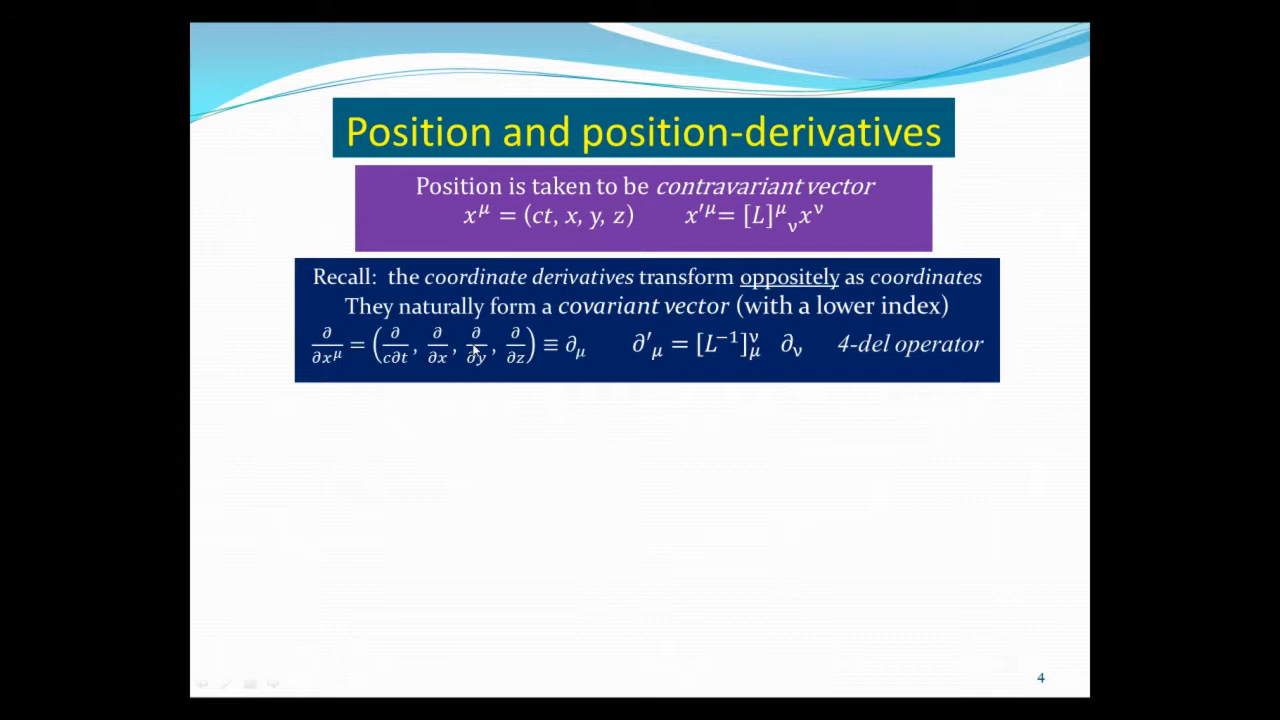 Position and position-derivatives
Position is taken to be contravariant vector
x^μ = (ct, x, y, z) x'^μ = [L]^μ_ν x^ν
Recall: the coordinate derivatives transform oppositely as coordinates
They naturally form a covariant vector (with a lower index)
∂/∂x^μ = (∂/c∂t, ∂/∂x, ∂/∂y, ∂/∂z) ≡ ∂_μ ∂'_μ = [L^−1]^ν_μ ∂_ν 4-del operator
4